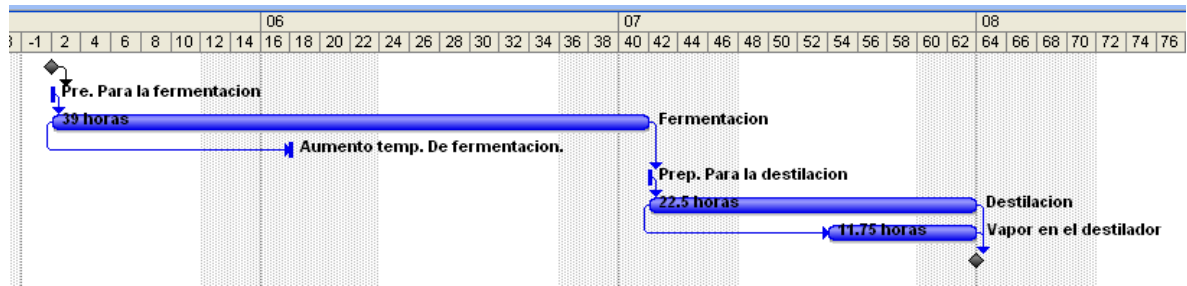 06 07 08
-1 2 4 6 8 10 12 14 16 18 20 22 24 26 28 30 32 34 36 38 40 42 44 46 48 50 52 54 56 58 60 62 64 66 68 70 72 74 76
Pre. Para la fermentacion
39 horas Fermentacion
Aumento temp. De fermentacion.
Prep. Para la destilacion
22.5 horas Destilacion
11.75 horas Vapor en el destilador